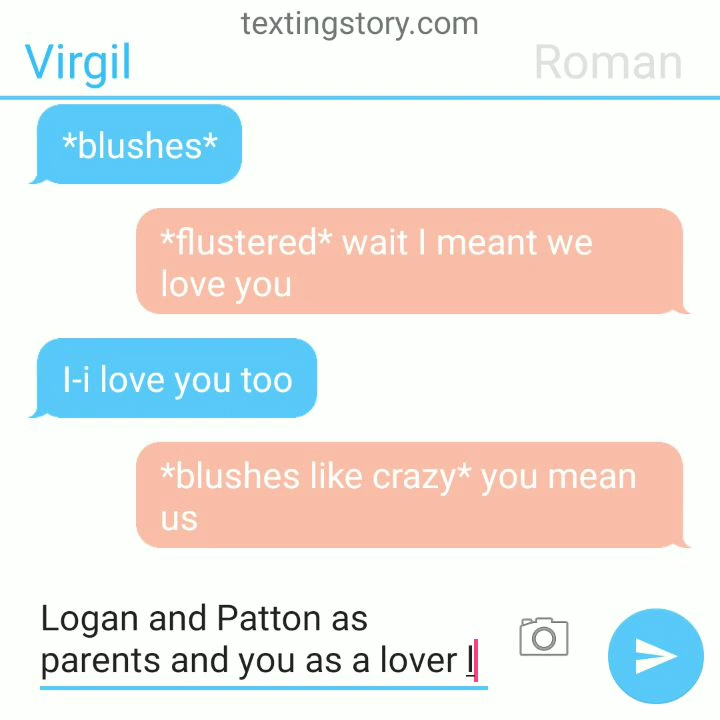 textingstory.com
Virgil Roman
*blushes*
*flustered* wait I meant we
love you
I-i love you too
*blushes like crazy* you mean
us
Logan and Patton as
parents and you as a lover l